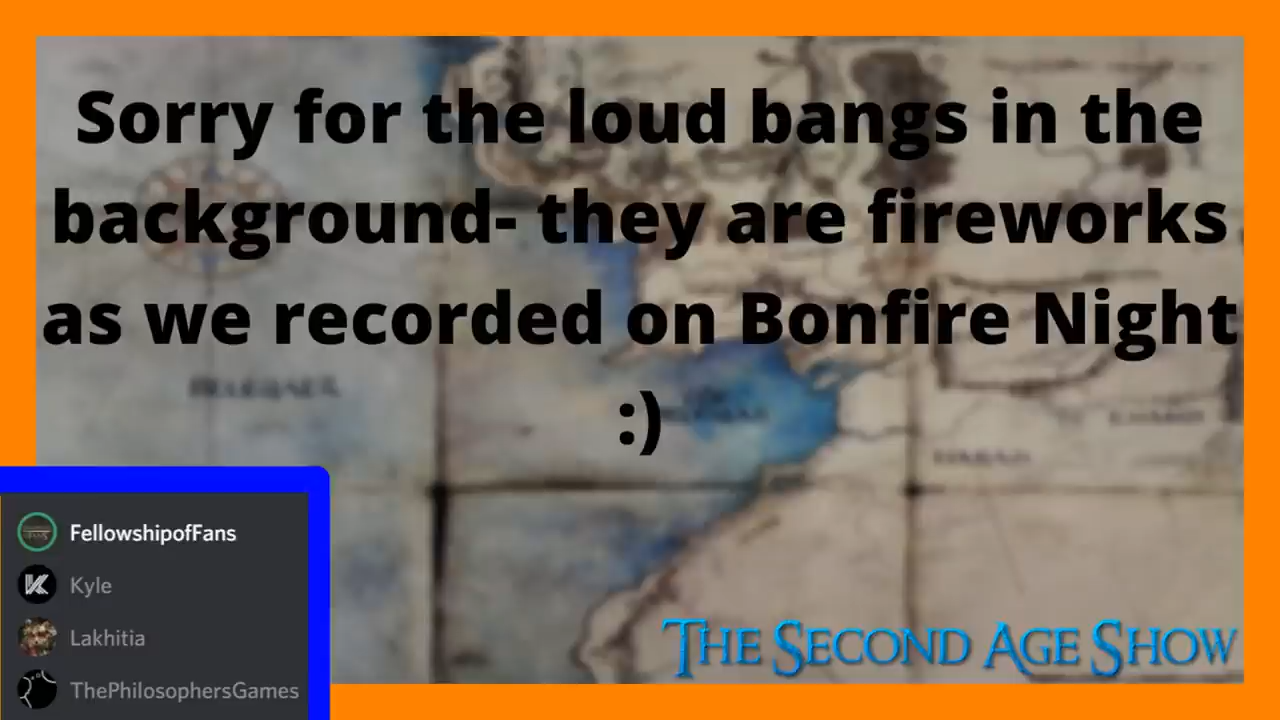 Sorry for the loud bangs in the
background- they are fireworks
as we recorded on Bonfire Night
:)
FellowshipofFans
Kyle
Lakhitia
ThePhilosophersGames
THE SECOND AGE SHOW